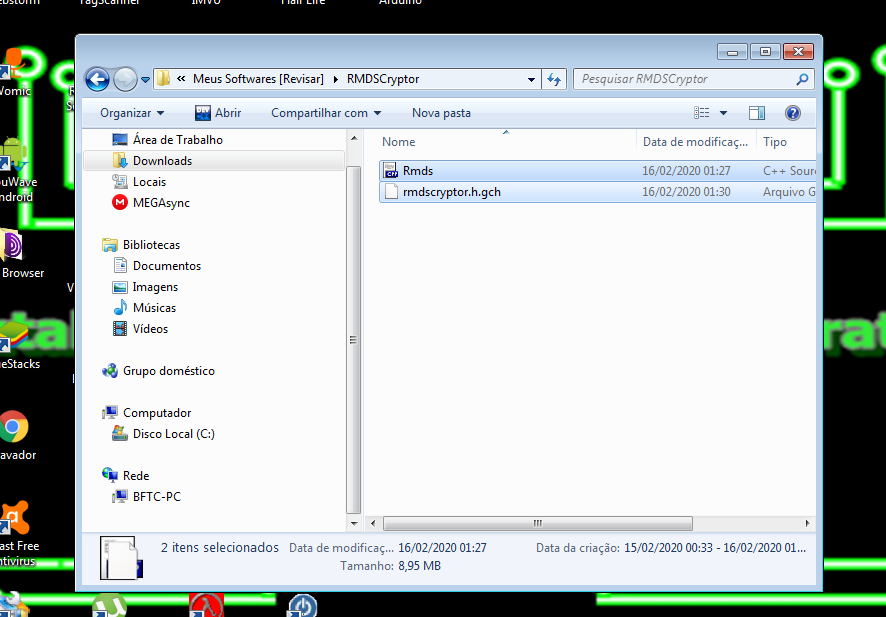 TagScanner
IMVU
Half Life
Arduino
Meus Softwares [Revisar]
RMDSCryptor
Pesquisar RMDSCryptor
Organizar
Abrir
Compartilhar com
Nova pasta
Área de Trabalho
Downloads
Locais
MEGAsync
Bibliotecas
Documentos
Imagens
Músicas
Vídeos
Grupo doméstico
Computador
Disco Local (C:)
Rede
BFTC-PC
Nome
Data de modificaç...
Tipo
Rmds
16/02/2020 01:27
C++ Sour
rmdscryptor.h.gch
16/02/2020 01:30
Arquivo G
2 itens selecionados
Data de modificaç... 16/02/2020 01:27
Data da criação: 15/02/2020 00:33 - 16/02/2020 01...
Tamanho: 8,95 MB
Womic
ouWave
ndroid
Browser
eStacks
avador
ast Free
ntivirus